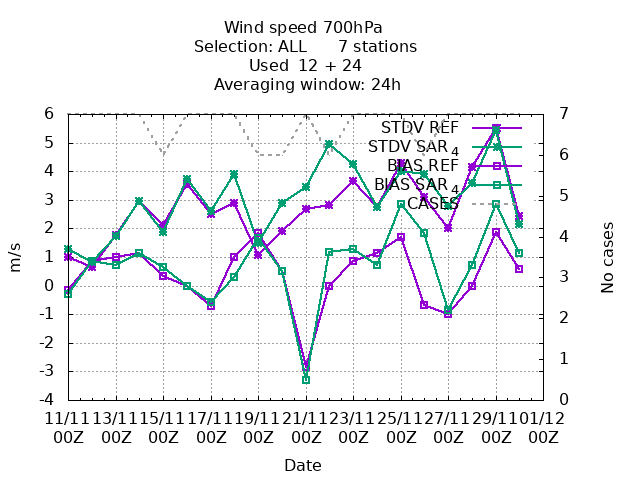 Wind speed 700hPa
Selection: ALL      7 stations
Used  12 + 24
Averaging window: 24h
6
5
4
3
2
1
0
-1
-2
-3
-4
m/s
7
6
5
4
3
2
1
0
No cases
STDV REF
STDV SAR 4
BIAS REF
BIAS SAR 4
CASES
11/11 13/11 15/11 17/11 19/11 21/11 23/11 25/11 27/11 29/11 01/12
00Z 00Z 00Z 00Z 00Z 00Z 00Z 00Z 00Z 00Z 00Z
Date